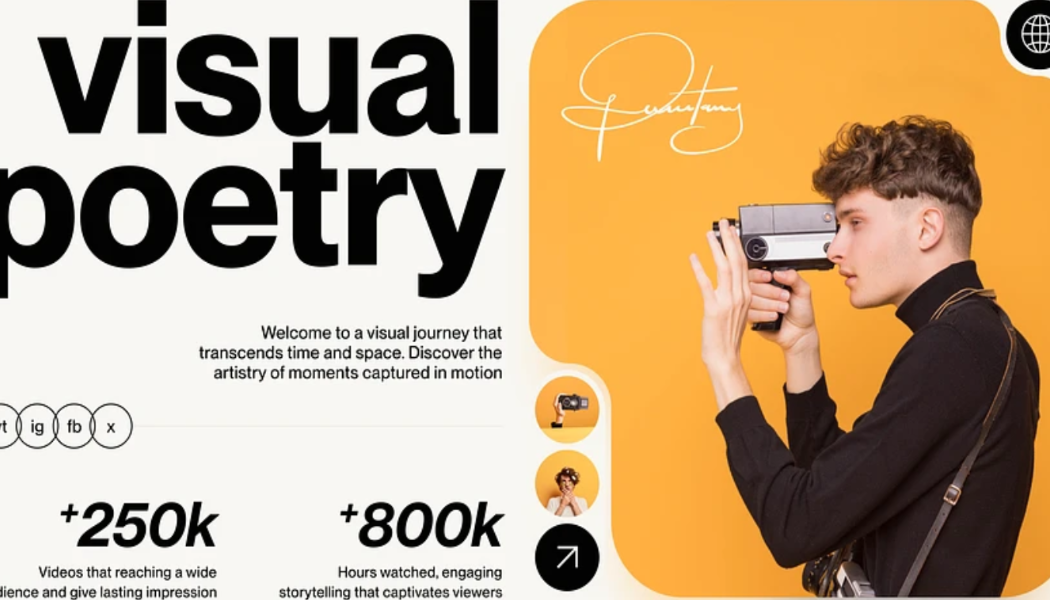 visual
poetry
Welcome to a visual journey that
transcends time and space. Discover the
artistry of moments captured in motion
ig
fb
x
+250k
Videos that reaching a wide
and give lasting impression
+800k
Hours watched, engaging
storytelling that captivates viewers